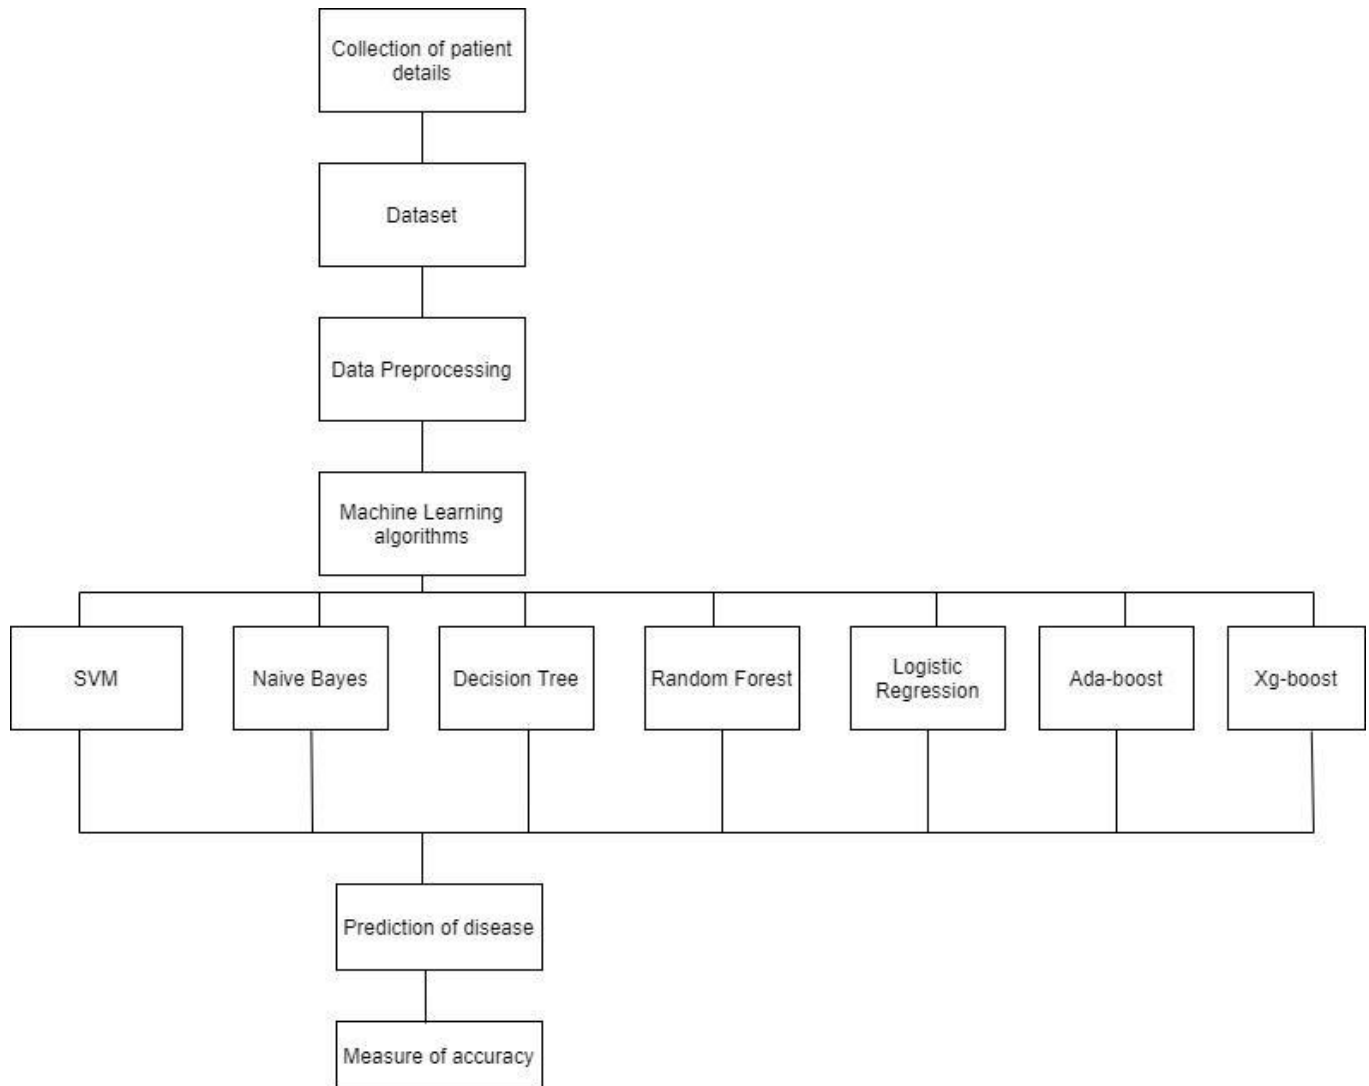 Collection of patient
details
Dataset
Data Preprocessing
Machine Learning
algorithms
SVM
Naive Bayes
Decision Tree
Random Forest
Logistic
Regression
Ada-boost
Xg-boost
Prediction of disease
Measure of accuracy